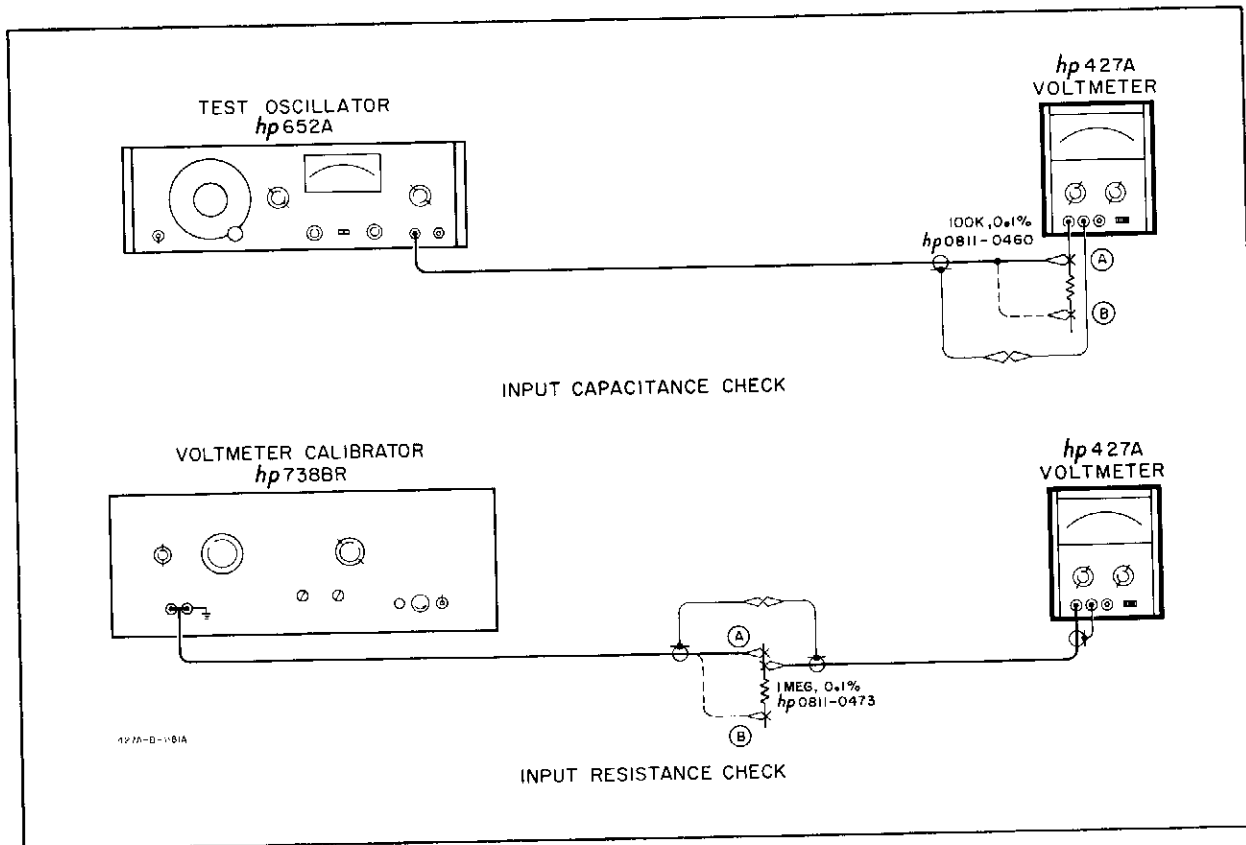 TEST OSCILLATOR
hp 652A
hp 427A
VOLTMETER
100K, 0.1%
hp 0811-0460
A
B
INPUT CAPACITANCE CHECK
VOLTMETER CALIBRATOR
hp 738BR
hp 427A
VOLTMETER
A
1 MEG, 0.1%
hp 0811-0473
B
INPUT RESISTANCE CHECK